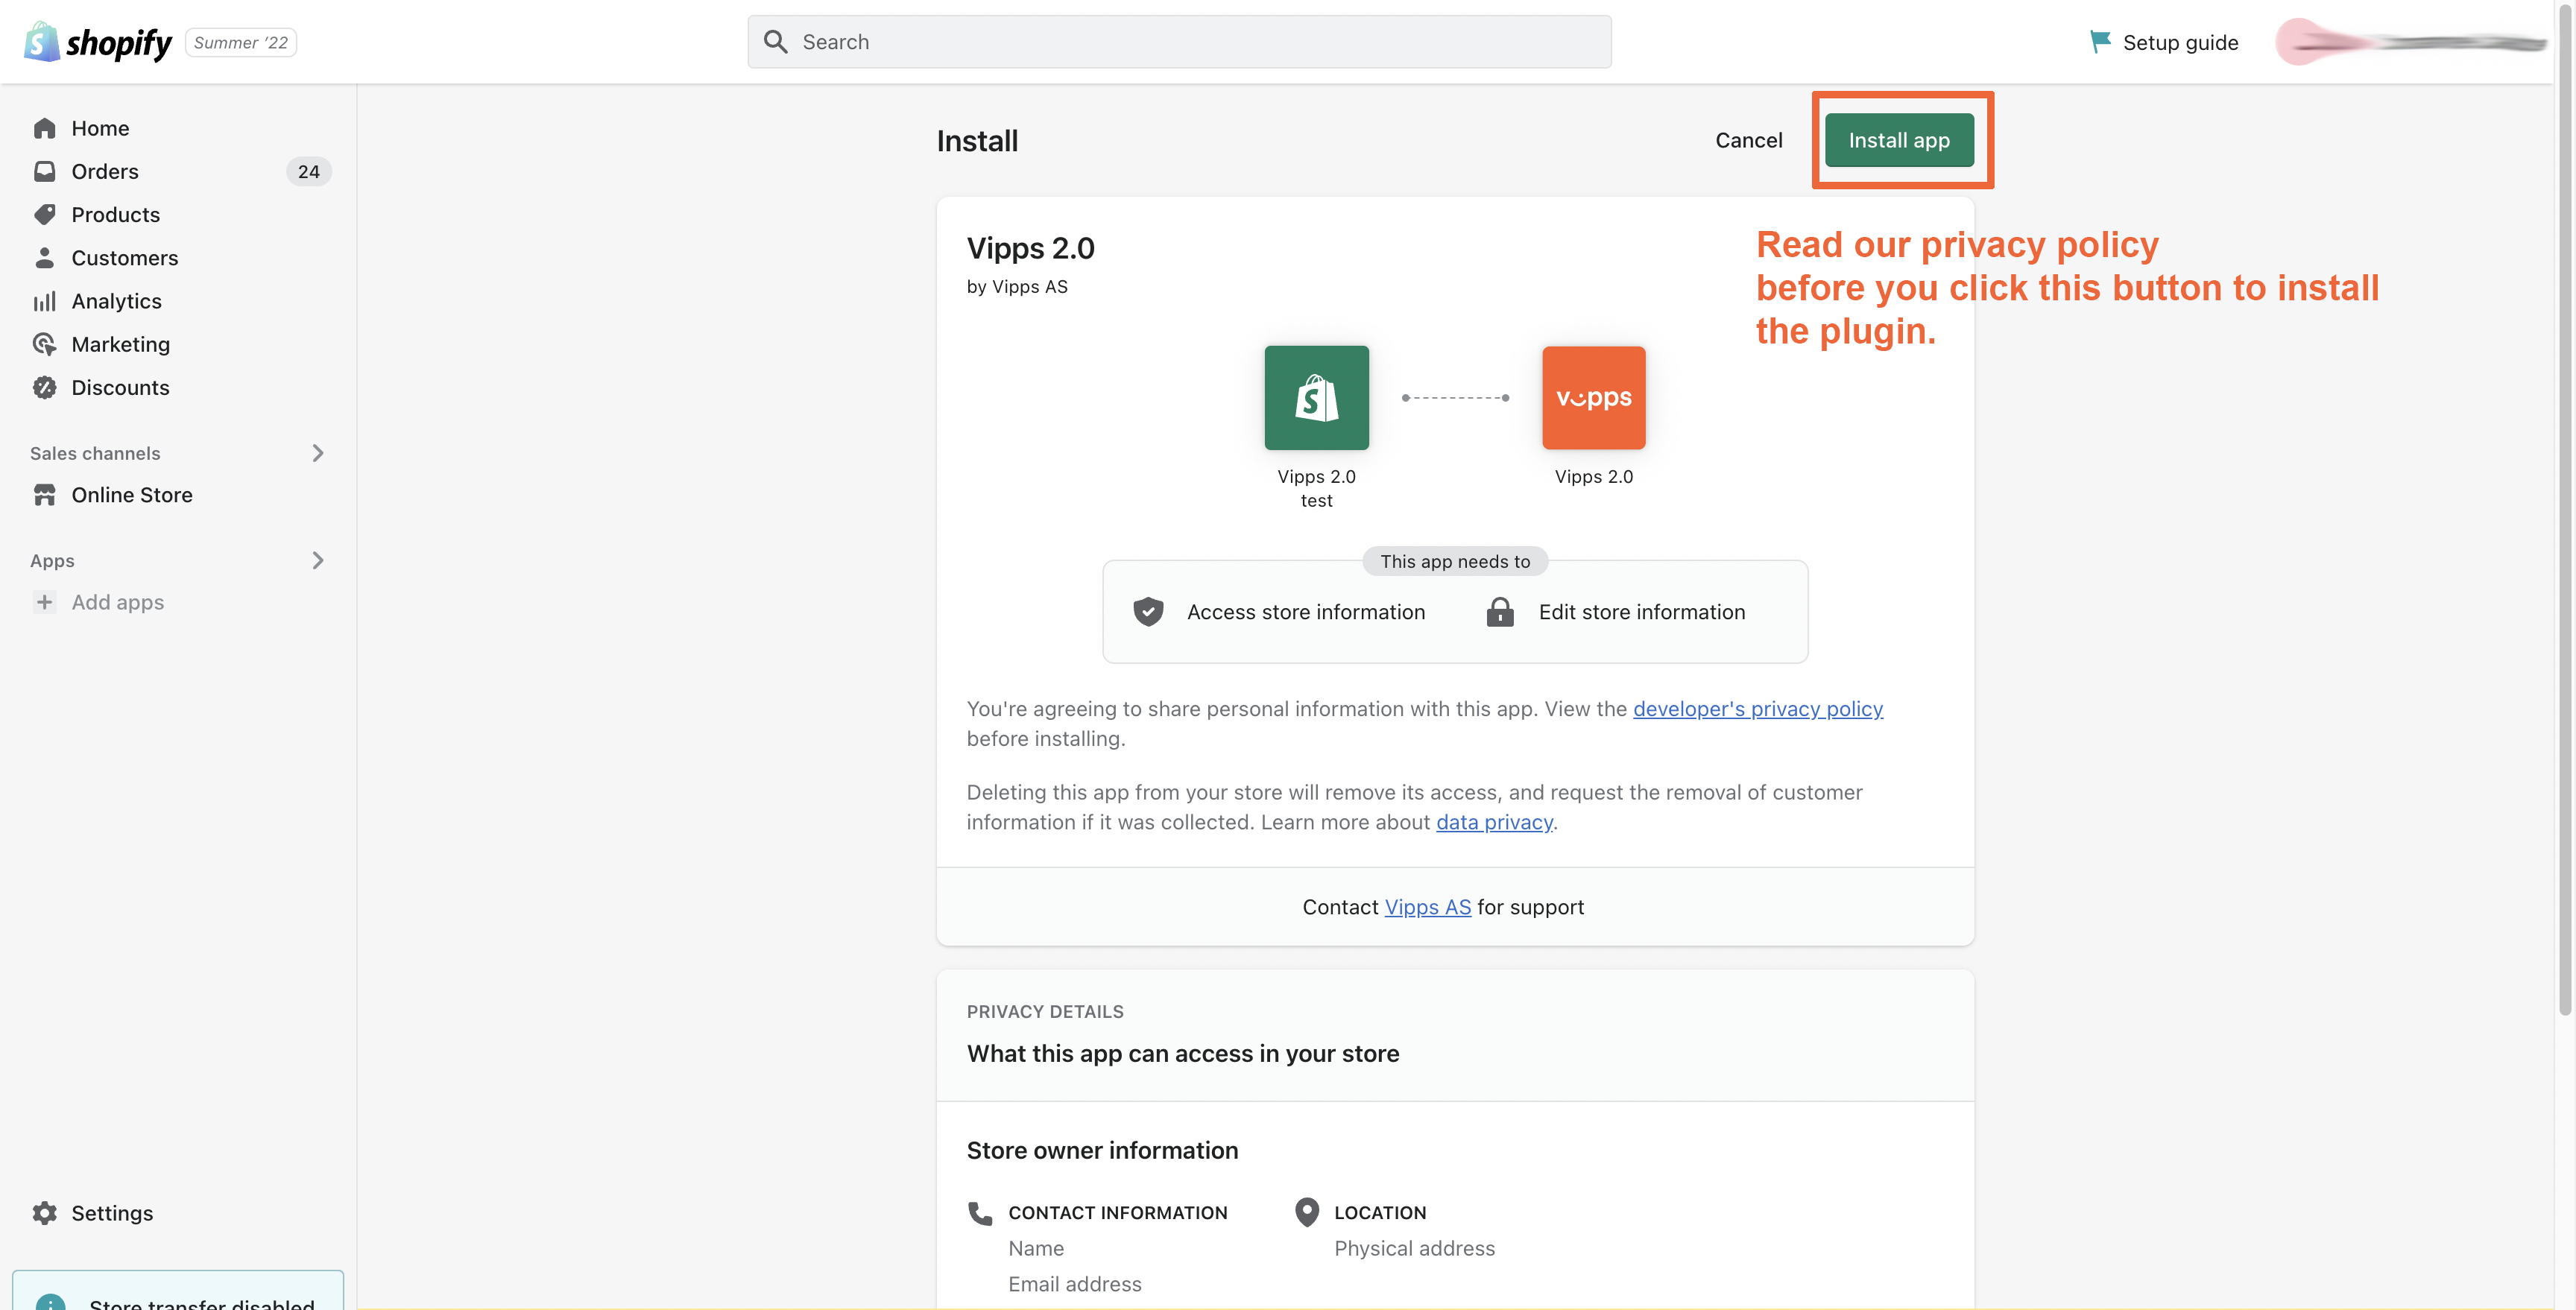 shopify Summer '22
Search
Setup guide
Home
Orders 24
Products
Customers
Analytics
Marketing
Discounts
Sales channels
Online Store
Apps
Add apps
Settings
Store transfer disabled
Install
Cancel
Install app
Read our privacy policy
before you click this button to install
the plugin.
Vipps 2.0
by Vipps AS
vipps
Vipps 2.0
test
Vipps 2.0
This app needs to
Access store information
Edit store information
You're agreeing to share personal information with this app. View the developer's privacy policy
before installing.
Deleting this app from your store will remove its access, and request the removal of customer
information if it was collected. Learn more about data privacy.
Contact Vipps AS for support
PRIVACY DETAILS
What this app can access in your store
Store owner information
CONTACT INFORMATION
Name
Email address
LOCATION
Physical address